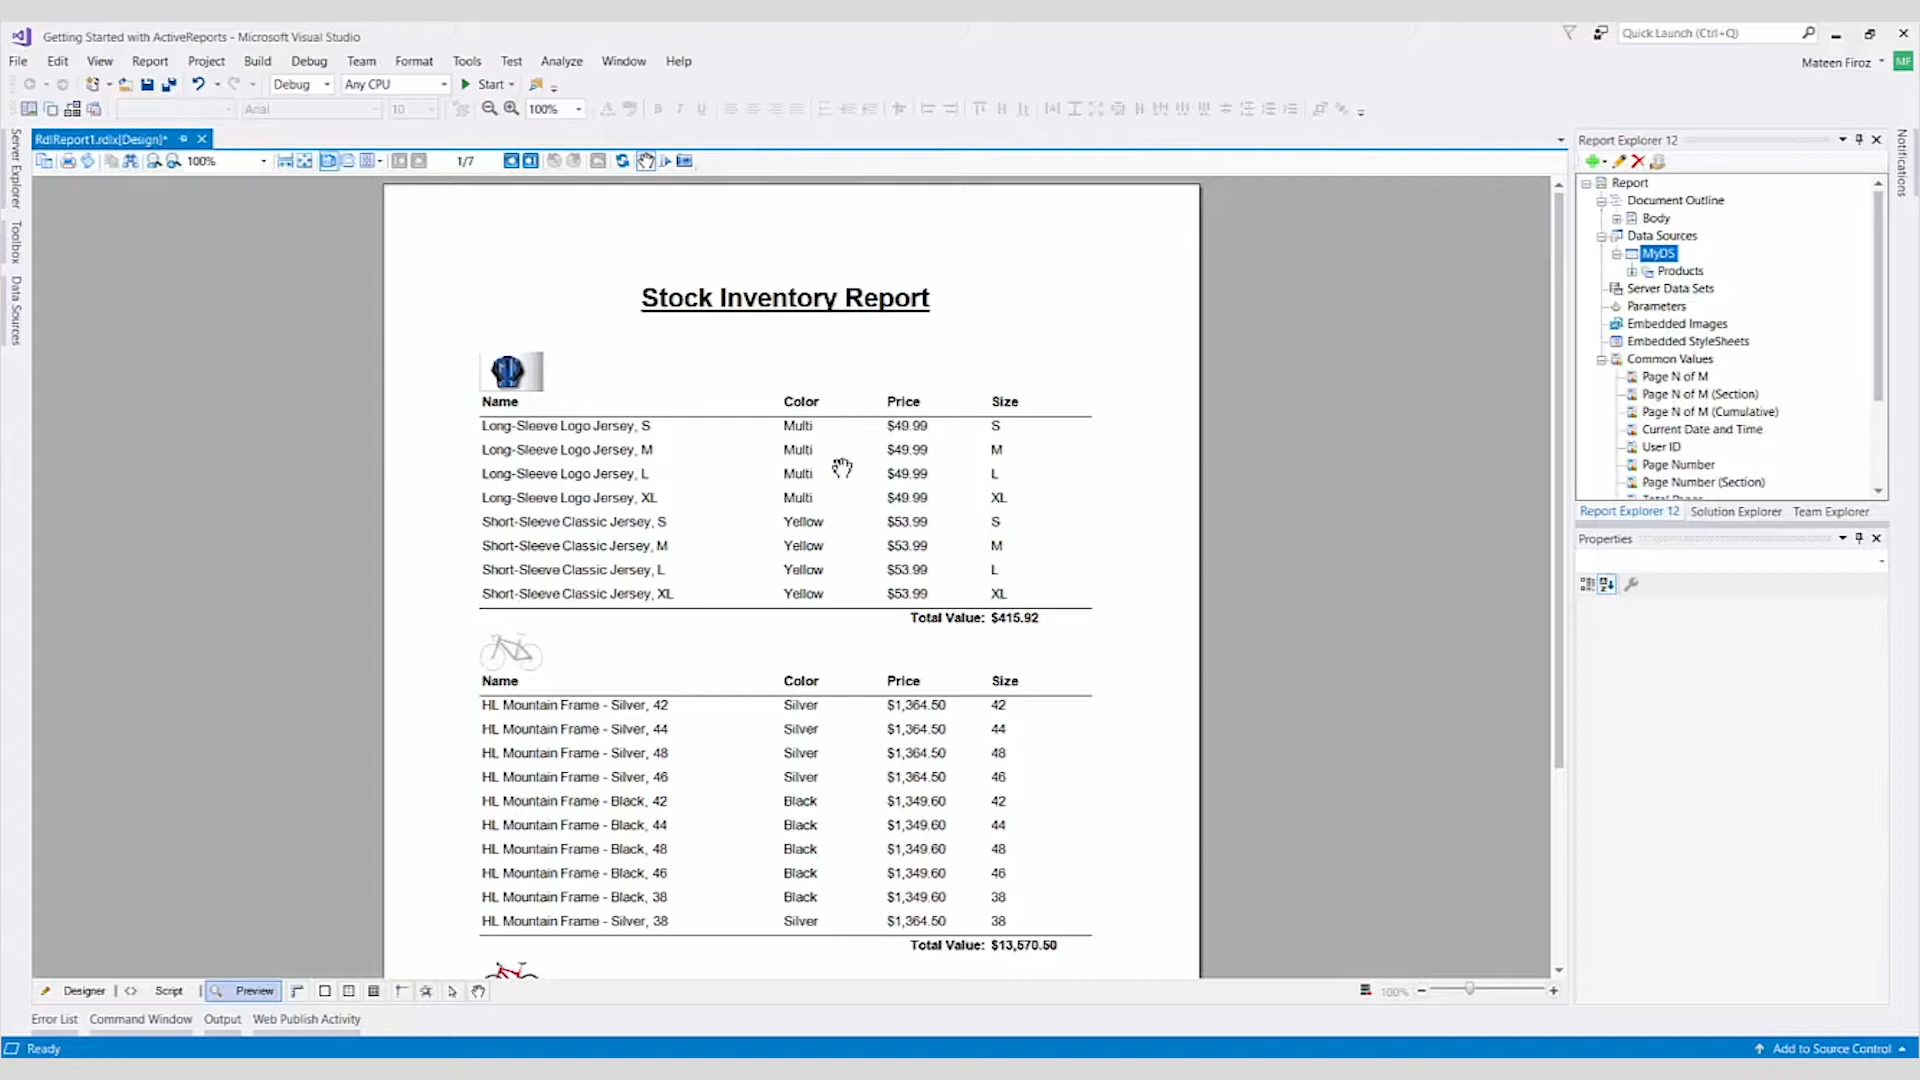 Getting Started with ActiveReports - Microsoft Visual Studio
Quick Launch (Ctrl+Q)
File Edit View Report Project Build Debug Team Format Tools Test Analyze Window Help
Mateen Firoz MF
Debug Any CPU Start
Arial 10 100%
RdlReport1.rdlx[Design]*
100% 1/7
Server Explorer
Toolbox
Data Sources
Stock Inventory Report
Name Color Price Size
Long-Sleeve Logo Jersey, S Multi $49.99 S
Long-Sleeve Logo Jersey, M Multi $49.99 M
Long-Sleeve Logo Jersey, L Multi $49.99 L
Long-Sleeve Logo Jersey, XL Multi $49.99 XL
Short-Sleeve Classic Jersey, S Yellow $53.99 S
Short-Sleeve Classic Jersey, M Yellow $53.99 M
Short-Sleeve Classic Jersey, L Yellow $53.99 L
Short-Sleeve Classic Jersey, XL Yellow $53.99 XL
Total Value: $415.92
Name Color Price Size
HL Mountain Frame - Silver, 42 Silver $1,364.50 42
HL Mountain Frame - Silver, 44 Silver $1,364.50 44
HL Mountain Frame - Silver, 48 Silver $1,364.50 48
HL Mountain Frame - Silver, 46 Silver $1,364.50 46
HL Mountain Frame - Black, 42 Black $1,349.60 42
HL Mountain Frame - Black, 44 Black $1,349.60 44
HL Mountain Frame - Black, 48 Black $1,349.60 48
HL Mountain Frame - Black, 46 Black $1,349.60 46
HL Mountain Frame - Black, 38 Black $1,349.60 38
HL Mountain Frame - Silver, 38 Silver $1,364.50 38
Total Value: $13,570.50
Report Explorer 12
Report
Document Outline
Body
Data Sources
MyDS
Products
Server Data Sets
Parameters
Embedded Images
Embedded StyleSheets
Common Values
Page N of M
Page N of M (Section)
Page N of M (Cumulative)
Current Date and Time
User ID
Page Number
Page Number (Section)
Report Explorer 12 Solution Explorer Team Explorer
Properties
Notifications
Designer Script Preview
100%
Error List Command Window Output Web Publish Activity
Ready
Add to Source Control